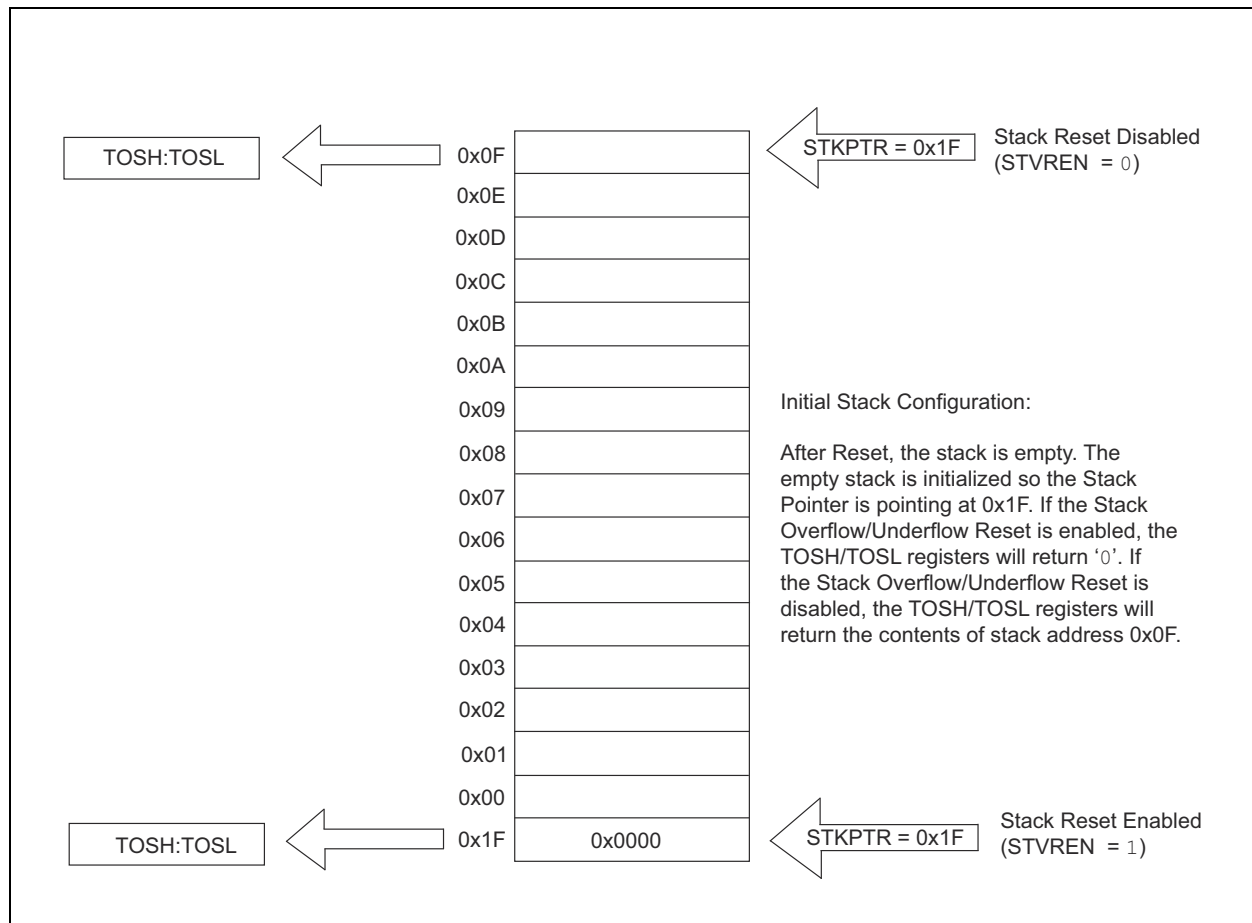 TOSH:TOSL
0x0F
STKPTR = 0x1F
Stack Reset Disabled
(STVREN = 0)
0x0E
0x0D
0x0C
0x0B
0x0A
0x09
0x08
0x07
0x06
0x05
0x04
0x03
0x02
0x01
0x00
Initial Stack Configuration:
After Reset, the stack is empty. The
empty stack is initialized so the Stack
Pointer is pointing at 0x1F. If the Stack
Overflow/Underflow Reset is enabled, the
TOSH/TOSL registers will return ‘0’. If
the Stack Overflow/Underflow Reset is
disabled, the TOSH/TOSL registers will
return the contents of stack address 0x0F.
TOSH:TOSL
0x1F
0x0000
STKPTR = 0x1F
Stack Reset Enabled
(STVREN = 1)